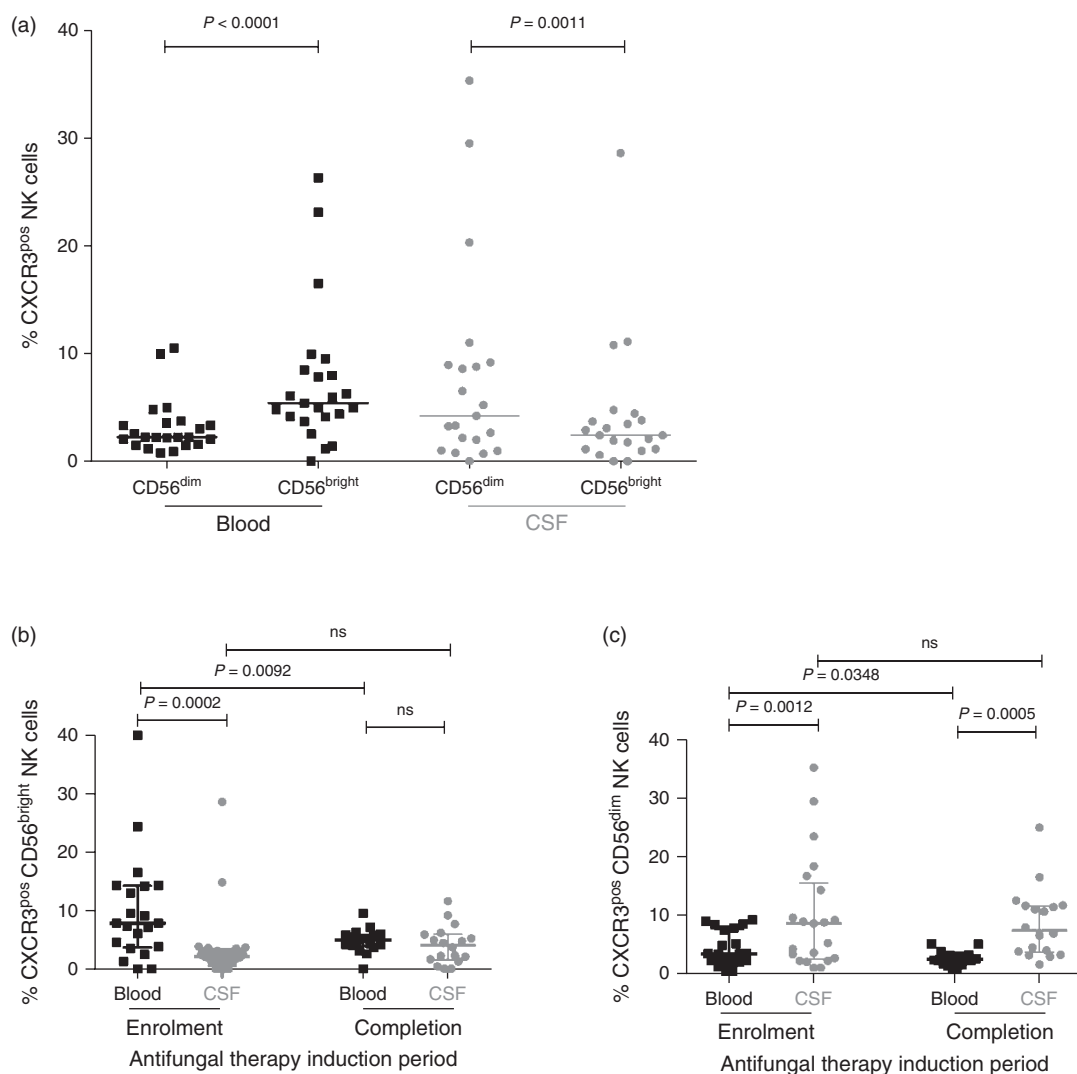 (a)
P < 0.0001
P = 0.0011
% CXCR3pos NK cells
40
30
20
10
0
CD56dim
CD56bright
CD56dim
CD56bright
Blood
CSF
(b)
ns
P = 0.0092
P = 0.0002
ns
% CXCR3pos CD56bright NK cells
40
30
20
10
0
Blood
CSF
Blood
CSF
Enrolment
Completion
Antifungal therapy induction period
(c)
ns
P = 0.0348
P = 0.0012
P = 0.0005
% CXCR3pos CD56dim NK cells
40
30
20
10
0
Blood
CSF
Blood
CSF
Enrolment
Completion
Antifungal therapy induction period